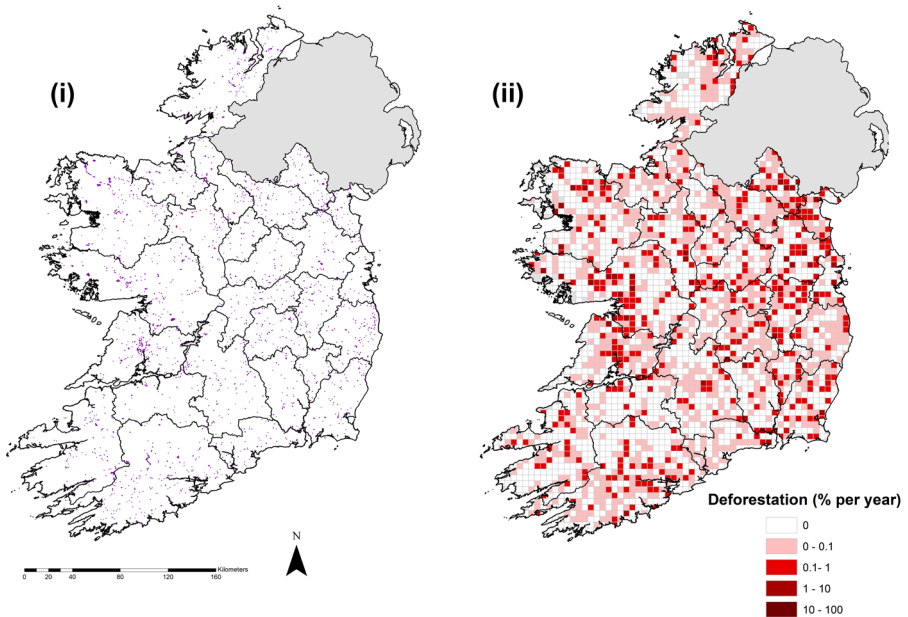 (i)
(ii)
N
Kilometers
0 20 40 80 120 160
Deforestation (% per year)
0
0 - 0.1
0.1- 1
1 - 10
10 - 100